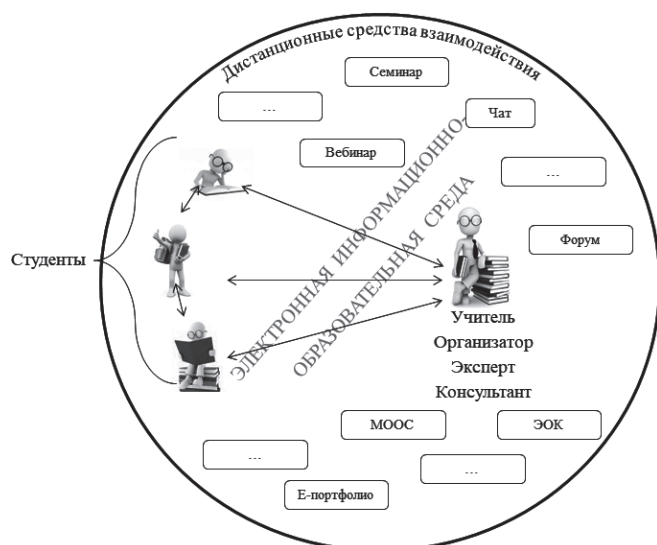 Дистанционные средства взаимодействия
Семинар
...
Чат
Вебинар
...
ЭЛЕКТРОННАЯ ИНФОРМАЦИОННО-
ОБРАЗОВАТЕЛЬНАЯ СРЕДА
Форум
Студенты
Учитель
Организатор
Эксперт
Консультант
МООС
ЭОК
...
...
Е-портфолио